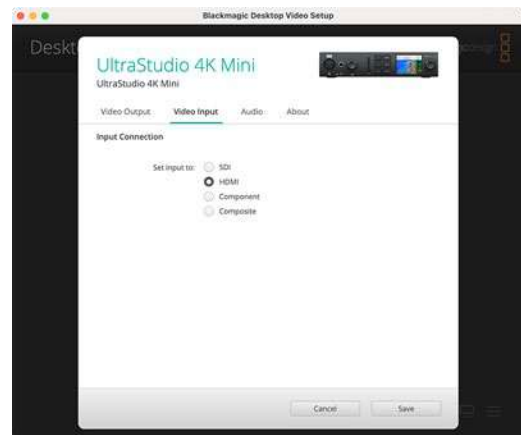 Blackmagic Desktop Video Setup
Deskt
UltraStudio 4K Mini
UltraStudio 4K Mini
Video Output Video Input Audio About
Input Connection
Set input to: SDI
HDMI
Component
Composite
Cancel Save